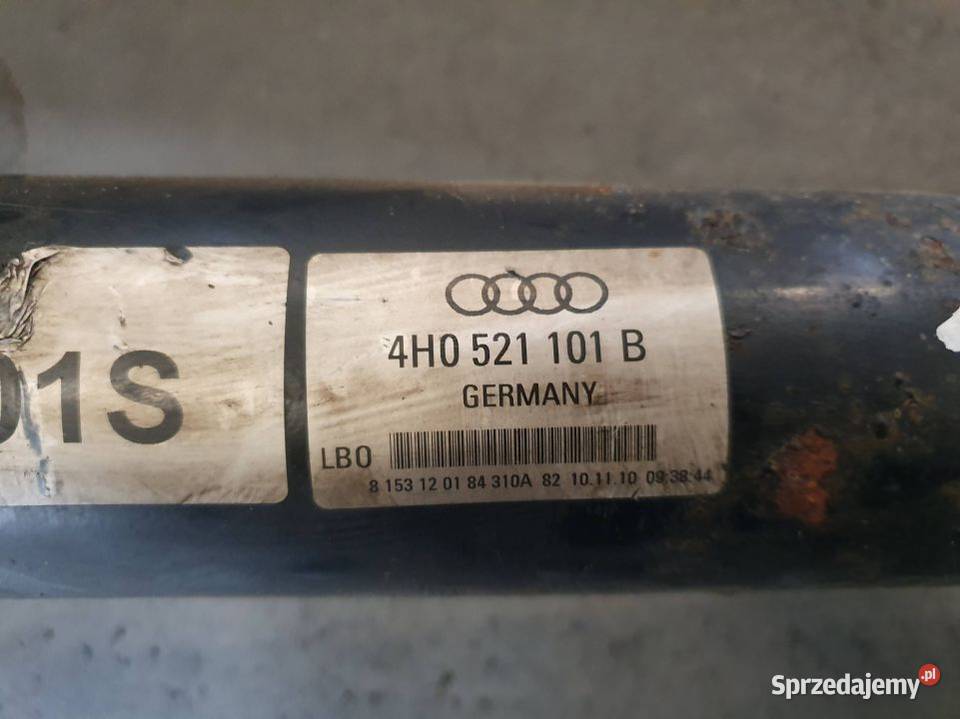 01S
4H0 521 101 B
GERMANY
LB0
8 153 12 01 84 310A 82 10.11.10 09:38:44
Sprzedajemy.pl